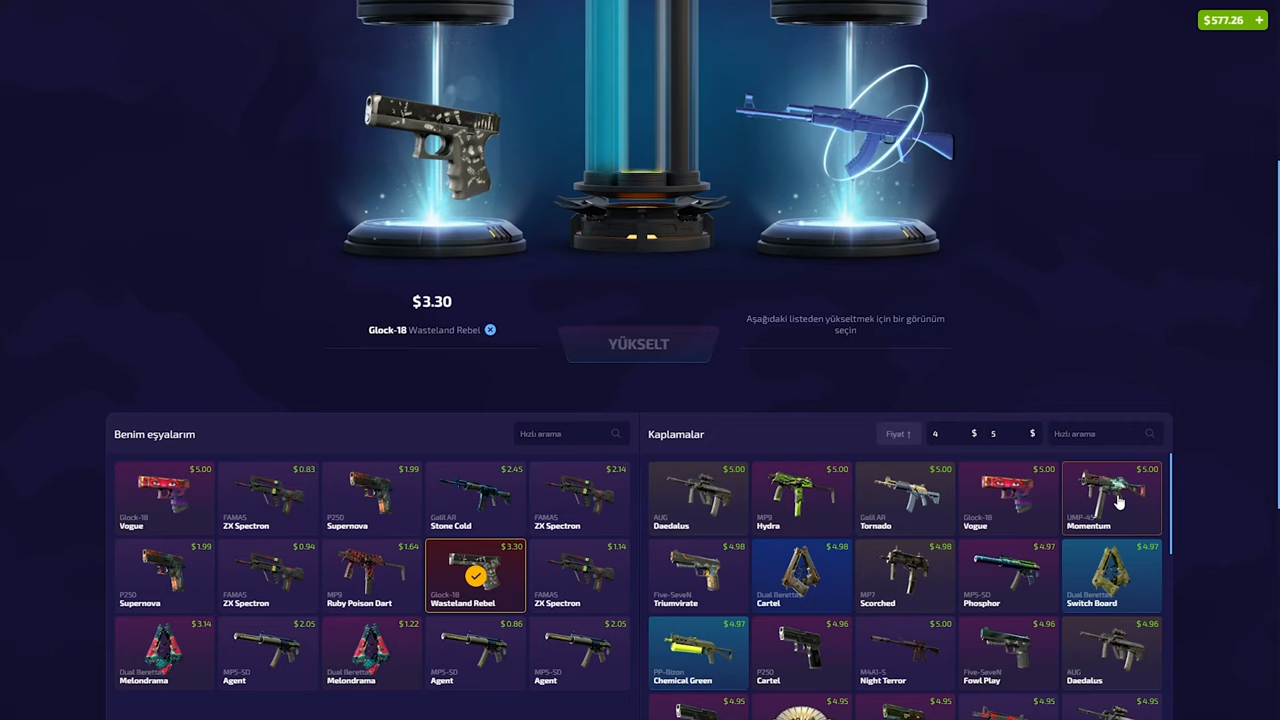 $577.26 +
$3.30
Glock-18 Wasteland Rebel
Aşağıdaki listeden yükseltmek için bir görünüm
seçin
YÜKSELT
Benim eşyalarım
Hızlı arama
Kaplamalar
Fiyat ↑
4 $ 5 $
Hızlı arama
$5.00
Glock-18
Vogue
$0.83
FAMAS
ZX Spectron
$1.99
P250
Supernova
$2.45
Galil AR
Stone Cold
$2.14
FAMAS
ZX Spectron
$1.99
P250
Supernova
$0.94
FAMAS
ZX Spectron
$1.64
MP9
Ruby Poison Dart
$3.30
Glock-18
Wasteland Rebel
$1.14
FAMAS
ZX Spectron
$3.14
Dual Berettas
Melondrama
$2.05
MP5-SD
Agent
$1.22
Dual Berettas
Melondrama
$0.86
MP5-SD
Agent
$2.05
MP5-SD
Agent
$5.00
AUG
Daedalus
$5.00
MP9
Hydra
$5.00
Galil AR
Tornado
$5.00
Glock-18
Vogue
$5.00
UMP-45
Momentum
$4.98
Five-SeveN
Triumvirate
$4.98
Dual Berettas
Cartel
$4.98
MP7
Scorched
$4.97
MP5-SD
Phosphor
$4.97
Dual Berettas
Switch Board
$4.97
PP-Bizon
Chemical Green
$4.96
P250
Cartel
$5.00
M4A1-S
Night Terror
$4.96
Five-SeveN
Fowl Play
$4.96
AUG
Daedalus
$4.95
$4.95
$4.95
$4.95
$4.95